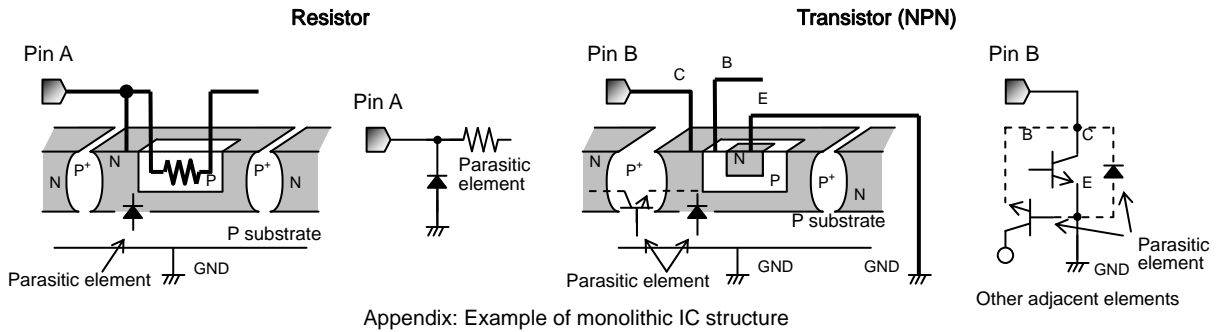 Resistor
Pin A
N
P+
N
P
P+
N
P substrate
Parasitic element
GND
Pin A
Parasitic
element
Transistor (NPN)
Pin B
C
B
E
N
P+
N
P
P+
N
P substrate
Parasitic element
GND
GND
Pin B
B
C
E
Parasitic
element
GND
Other adjacent elements
Appendix: Example of monolithic IC structure